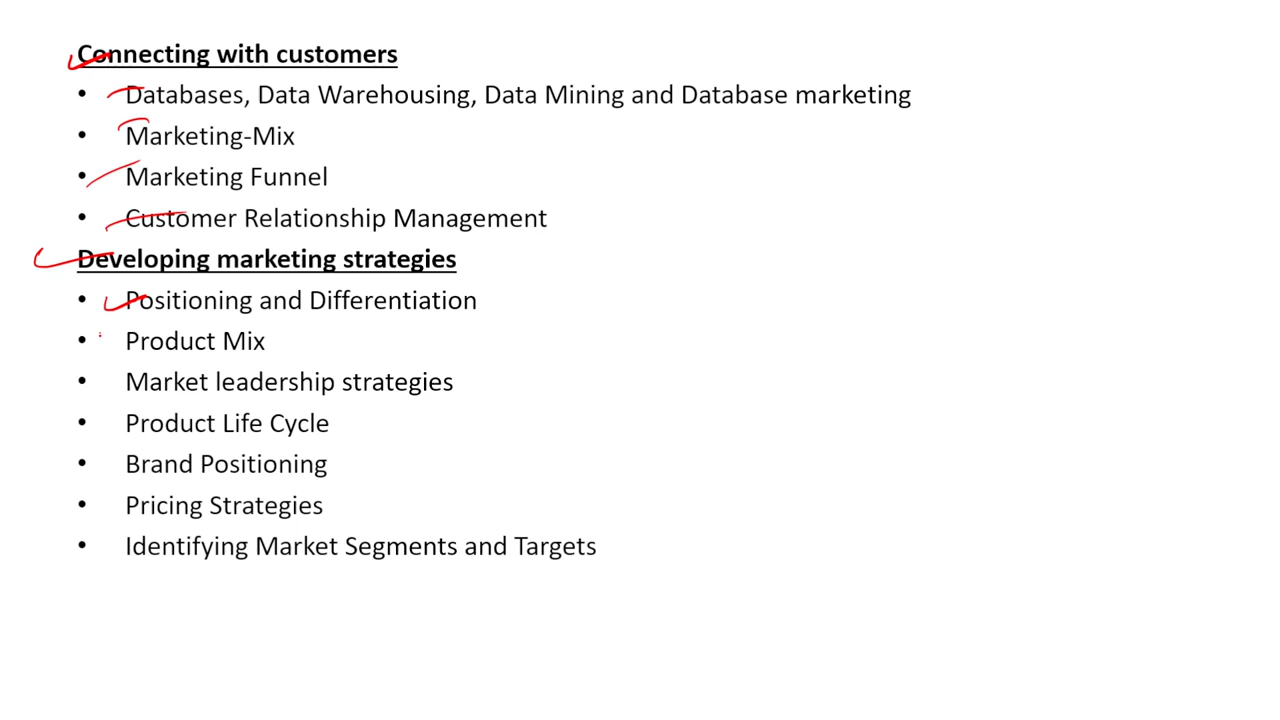 Connecting with customers
• Databases, Data Warehousing, Data Mining and Database marketing
• Marketing-Mix
• Marketing Funnel
• Customer Relationship Management
Developing marketing strategies
• Positioning and Differentiation
• Product Mix
• Market leadership strategies
• Product Life Cycle
• Brand Positioning
• Pricing Strategies
• Identifying Market Segments and Targets